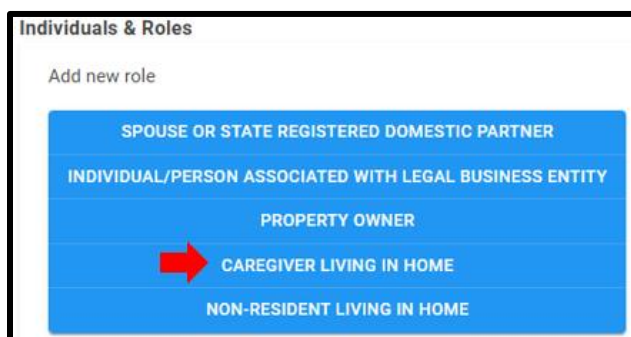 Individuals & Roles
Add new role
SPOUSE OR STATE REGISTERED DOMESTIC PARTNER
INDIVIDUAL/PERSON ASSOCIATED WITH LEGAL BUSINESS ENTITY
PROPERTY OWNER
CAREGIVER LIVING IN HOME
NON-RESIDENT LIVING IN HOME